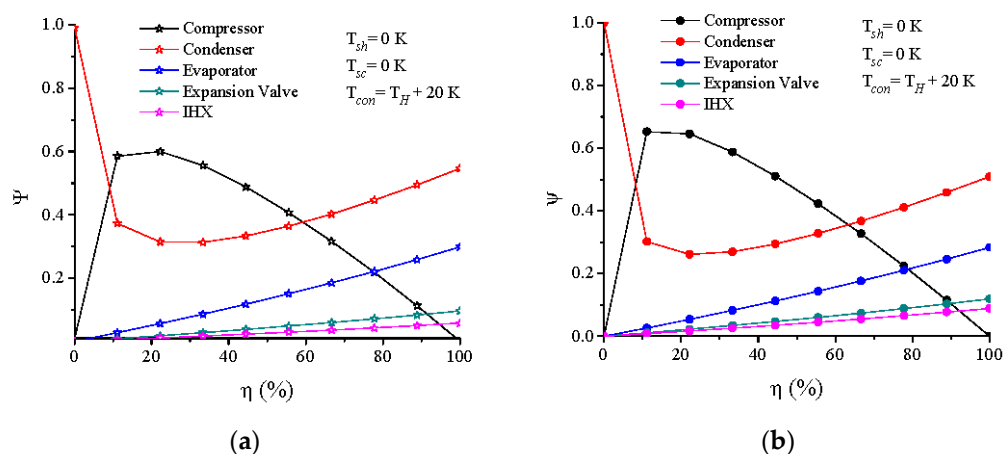 1.0
0.8
0.6
0.4
0.2
0
20
40
60
80
100
Ψ
η (%)
Compressor
Condenser
Evaporator
Expansion Valve
IHX
T_sh = 0 K
T_sc = 0 K
T_con = T_H + 20 K
(a)
1.0
0.8
0.6
0.4
0.2
0.0
0
20
40
60
80
100
ψ
η (%)
Compressor
Condenser
Evaporator
Expansion Valve
IHX
T_sh = 0 K
T_sc = 0 K
T_con = T_H + 20 K
(b)